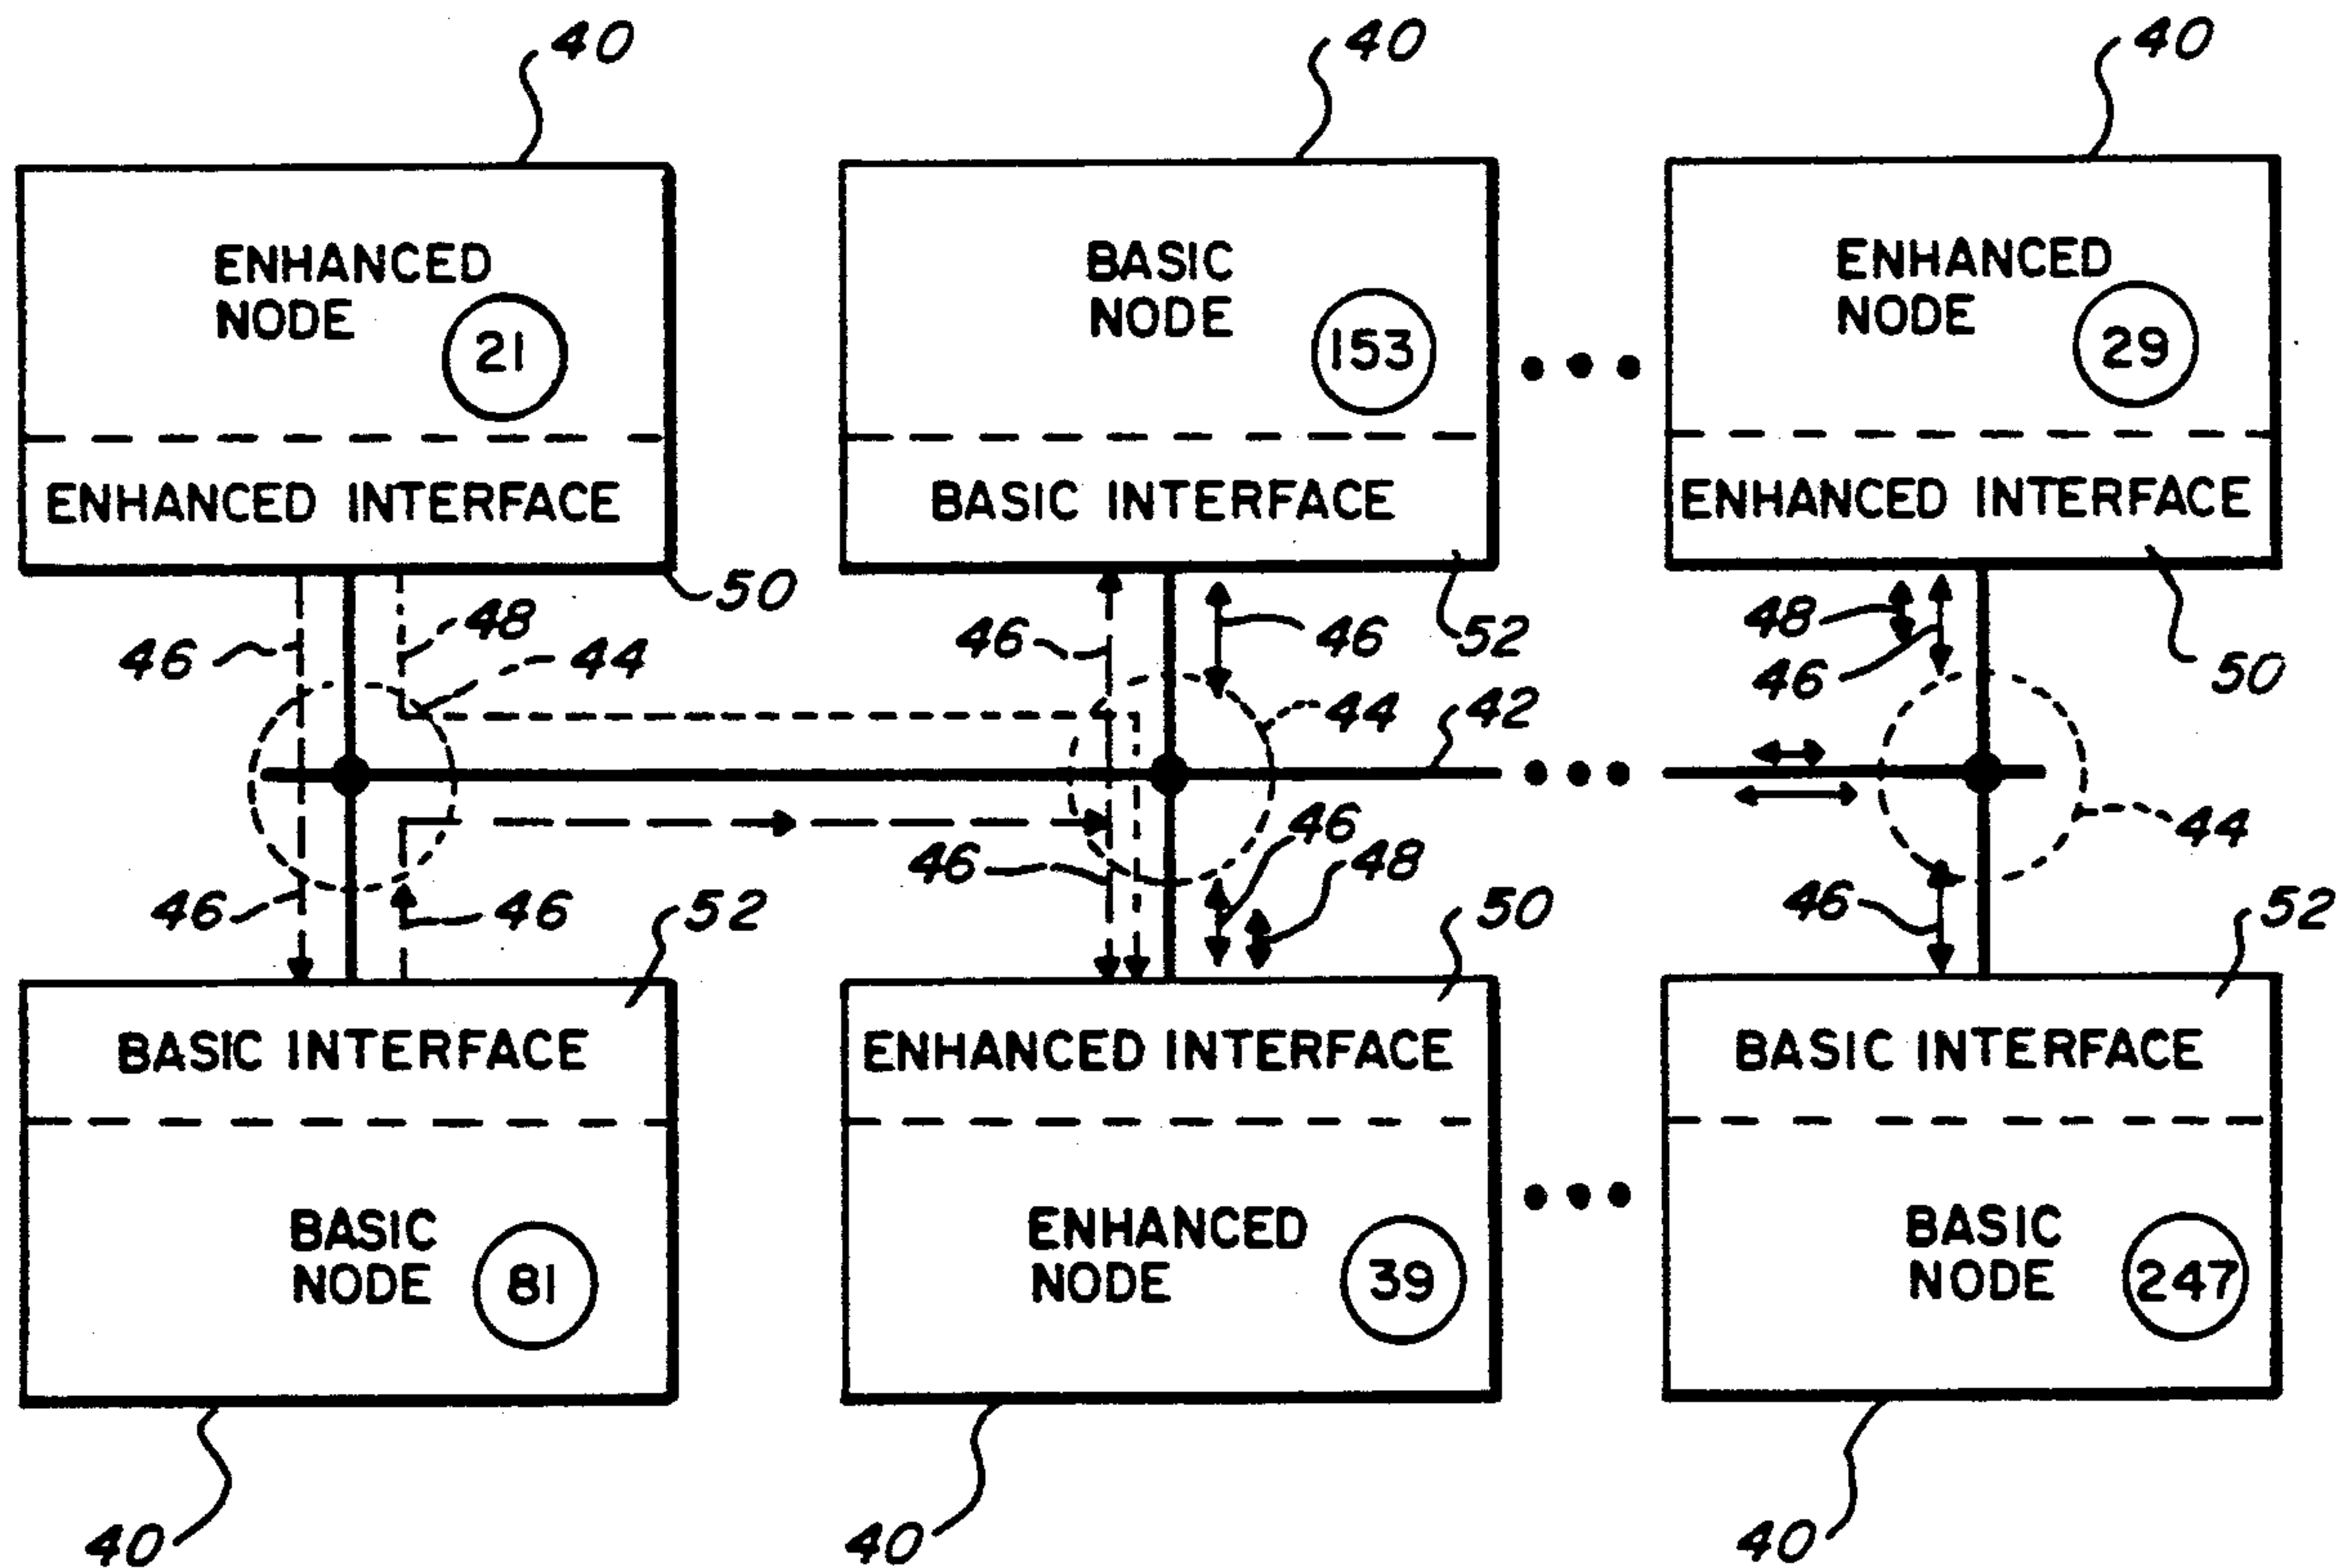 40
40
40
ENHANCED
NODE
21
BASIC
NODE
153
ENHANCED
NODE
29
ENHANCED INTERFACE
BASIC INTERFACE
ENHANCED INTERFACE
50
52
50
46
48
44
46
46
44
42
48
46
44
46
46
52
46
46
48
50
46
52
BASIC INTERFACE
ENHANCED INTERFACE
BASIC INTERFACE
BASIC
NODE
81
ENHANCED
NODE
39
BASIC
NODE
247
40
40
40